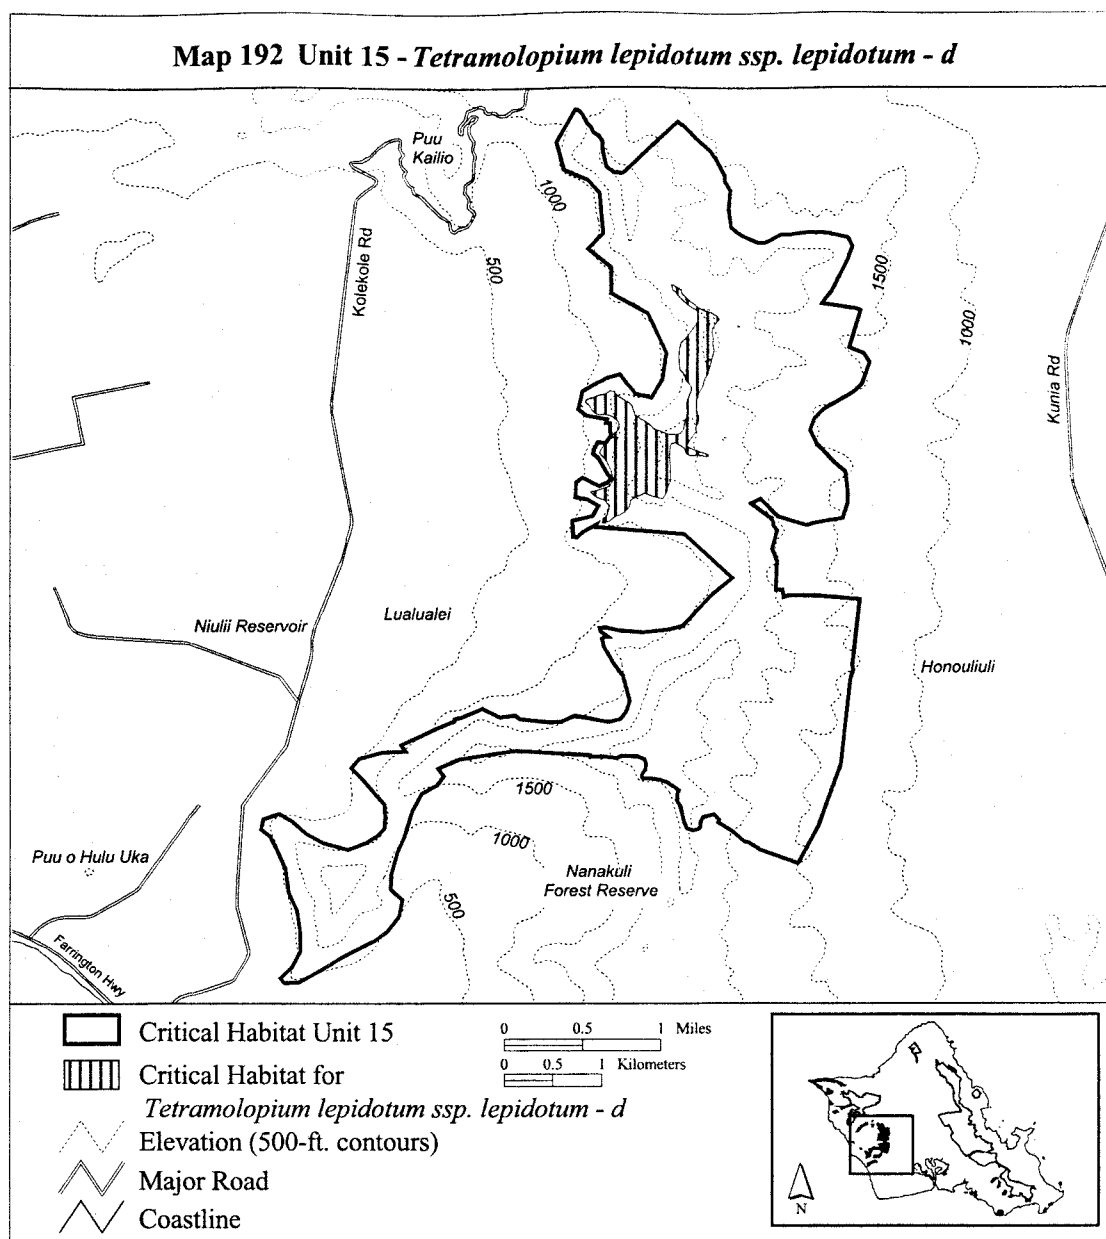 Map 192 Unit 15 - Tetramolopium lepidotum ssp. lepidotum - d
Puu
Kailio
1000
Kolekole Rd
500
1500
1000
Kunia Rd
Niulii Reservoir
Lualualei
Honouliuli
1500
1000
Puu o Hulu Uka
Nanakuli
Forest Reserve
500
Farrington Hwy
Critical Habitat Unit 15
0 0.5 1 Miles
Critical Habitat for
0 0.5 1 Kilometers
Tetramolopium lepidotum ssp. lepidotum - d
Elevation (500-ft. contours)
Major Road
Coastline
N